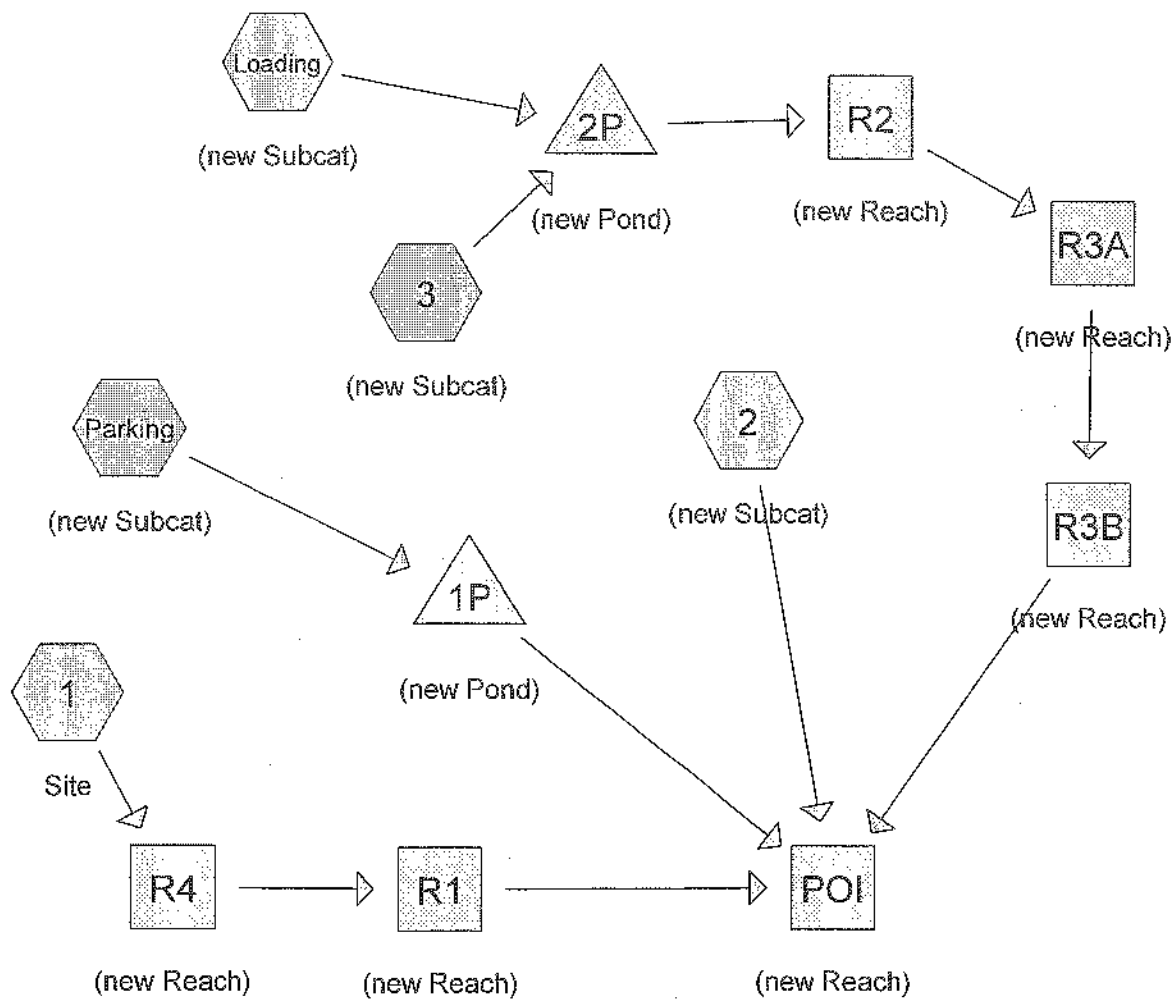 Loading
(new Subcat)
2P
(new Pond)
R2
(new Reach)
R3A
(new Reach)
3
(new Subcat)
Parking
(new Subcat)
2
(new Subcat)
R3B
(new Reach)
1P
(new Pond)
1
Site
R4
(new Reach)
R1
(new Reach)
POI
(new Reach)